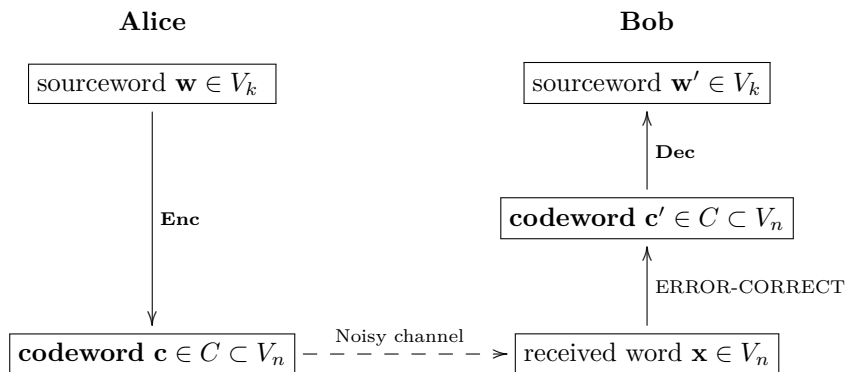 Alice
Bob
sourceword w ∈ V_k
sourceword w′ ∈ V_k
Dec
Enc
codeword c′ ∈ C ⊂ V_n
ERROR-CORRECT
Noisy channel
codeword c ∈ C ⊂ V_n
received word x ∈ V_n